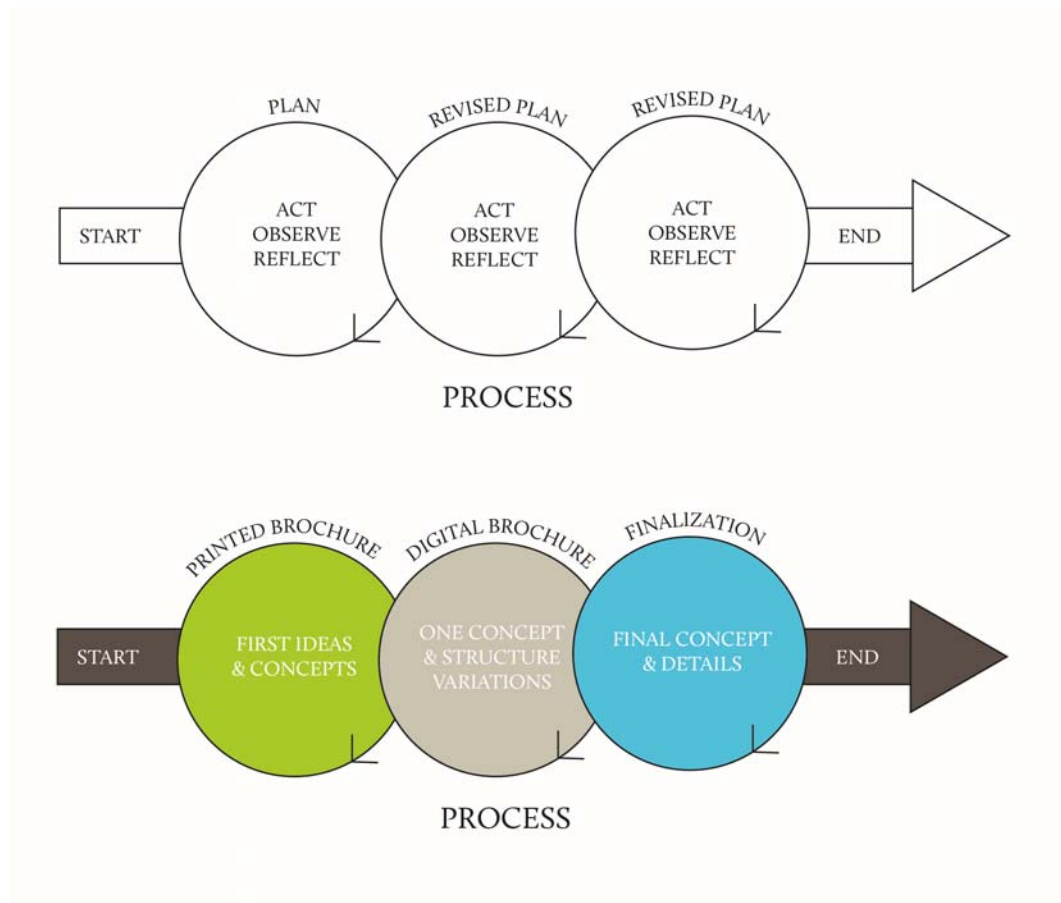 PLAN
REVISED PLAN
REVISED PLAN
START
ACT
OBSERVE
REFLECT
ACT
OBSERVE
REFLECT
ACT
OBSERVE
REFLECT
END
PROCESS
PRINTED BROCHURE
DIGITAL BROCHURE
FINALIZATION
START
FIRST IDEAS
& CONCEPTS
ONE CONCEPT
& STRUCTURE
VARIATIONS
FINAL CONCEPT
& DETAILS
END
PROCESS